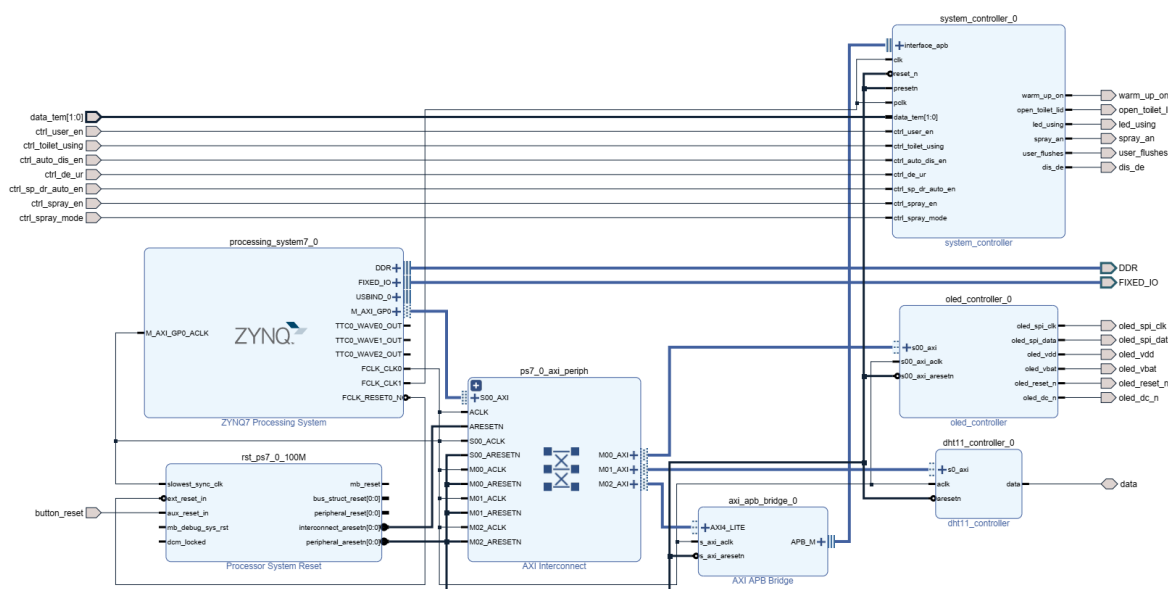 system_controller_0
interface_apb
clk
reset_n
presetn
pclk
data_tem[1:0]
ctrl_user_en
ctrl_toilet_using
ctrl_auto_dis_en
ctrl_de_ur
ctrl_sp_dr_auto_en
ctrl_spray_en
ctrl_spray_mode
warm_up_on
open_toilet_lid
led_using
spray_an
user_flushes
dis_de
system_controller
warm_up_on
open_toilet_l
led_using
spray_an
user_flushes
dis_de
data_tem[1:0]
ctrl_user_en
ctrl_toilet_using
ctrl_auto_dis_en
ctrl_de_ur
ctrl_sp_dr_auto_en
ctrl_spray_en
ctrl_spray_mode
processing_system7_0
M_AXI_GP0_ACLK
ZYNQ
DDR
FIXED_IO
USBIND_0
M_AXI_GP0
TTC0_WAVE0_OUT
TTC0_WAVE1_OUT
TTC0_WAVE2_OUT
FCLK_CLK0
FCLK_CLK1
FCLK_RESET0_N
ZYNQ7 Processing System
DDR
FIXED_IO
oled_controller_0
s00_axi
s00_axi_aclk
s00_axi_aresetn
oled_spi_clk
oled_spi_data
oled_vdd
oled_vbat
oled_reset_n
oled_dc_n
oled_controller
oled_spi_clk
oled_spi_dat
oled_vdd
oled_vbat
oled_reset_n
oled_dc_n
ps7_0_axi_periph
S00_AXI
ACLK
ARESETN
S00_ACLK
S00_ARESETN
M00_ACLK
M00_ARESETN
M01_ACLK
M01_ARESETN
M02_ACLK
M02_ARESETN
M00_AXI
M01_AXI
M02_AXI
AXI Interconnect
rst_ps7_0_100M
slowest_sync_clk
ext_reset_in
aux_reset_in
mb_debug_sys_rst
dcm_locked
mb_reset
bus_struct_reset[0:0]
peripheral_reset[0:0]
interconnect_aresetn[0:0]
peripheral_aresetn[0:0]
Processor System Reset
button_reset
dht11_controller_0
s0_axi
aclk
aresetn
data
dht11_controller
data
axi_apb_bridge_0
AXI4_LITE
s_axi_aclk
s_axi_aresetn
APB_M
AXI APB Bridge